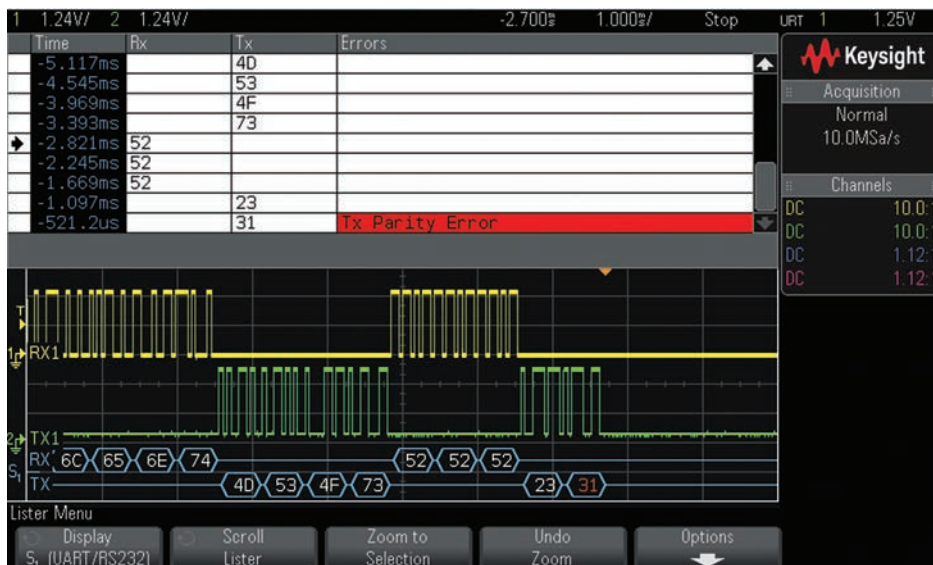 1 1.24V/ 2 1.24V/ -2.700s 1.000s/ Stop URT 1 1.25V
Time Rx Tx Errors
-5.117ms 4D
-4.545ms 53
-3.969ms 4F
-3.393ms 73
-2.821ms 52
-2.245ms 52
-1.669ms 52
-1.097ms 23
-521.2us 31 Tx Parity Error
Keysight
Acquisition
Normal
10.0MSa/s
Channels
DC 10.0:
DC 10.0:
DC 1.12:
DC 1.12:
T
1 RX1
2 TX1
S1 RX 6C 65 6E 74 52 52 52
TX 4D 53 4F 73 23 31
Lister Menu
Display
S1 (UART/RS232)
Scroll
Lister
Zoom to
Selection
Undo
Zoom
Options